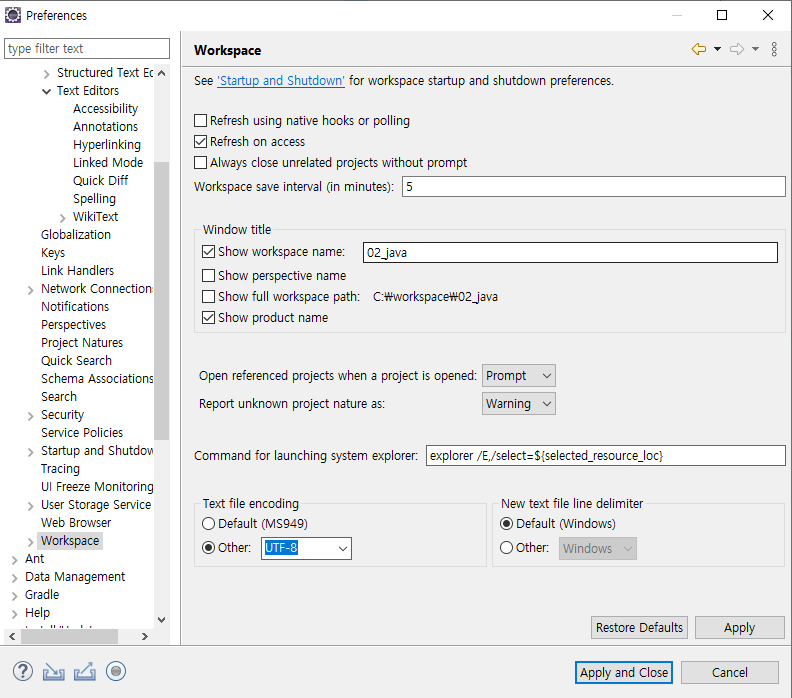 Preferences
type filter text
Workspace
Structured Text Ec
Text Editors
Accessibility
Annotations
Hyperlinking
Linked Mode
Quick Diff
Spelling
WikiText
Globalization
Keys
Link Handlers
Network Connection
Notifications
Perspectives
Project Natures
Quick Search
Schema Associations
Search
Security
Service Policies
Startup and Shutdow
Tracing
UI Freeze Monitoring
User Storage Service
Web Browser
Workspace
Ant
Data Management
Gradle
Help
See 'Startup and Shutdown' for workspace startup and shutdown preferences.
Refresh using native hooks or polling
Refresh on access
Always close unrelated projects without prompt
Workspace save interval (in minutes): 5
Window title
Show workspace name: 02_java
Show perspective name
Show full workspace path: C:₩workspace₩02_java
Show product name
Open referenced projects when a project is opened: Prompt
Report unknown project nature as: Warning
Command for launching system explorer: explorer /E,/select=${selected_resource_loc}
Text file encoding
Default (MS949)
Other: UTF-8
New text file line delimiter
Default (Windows)
Other: Windows
Restore Defaults Apply
? Apply and Close Cancel